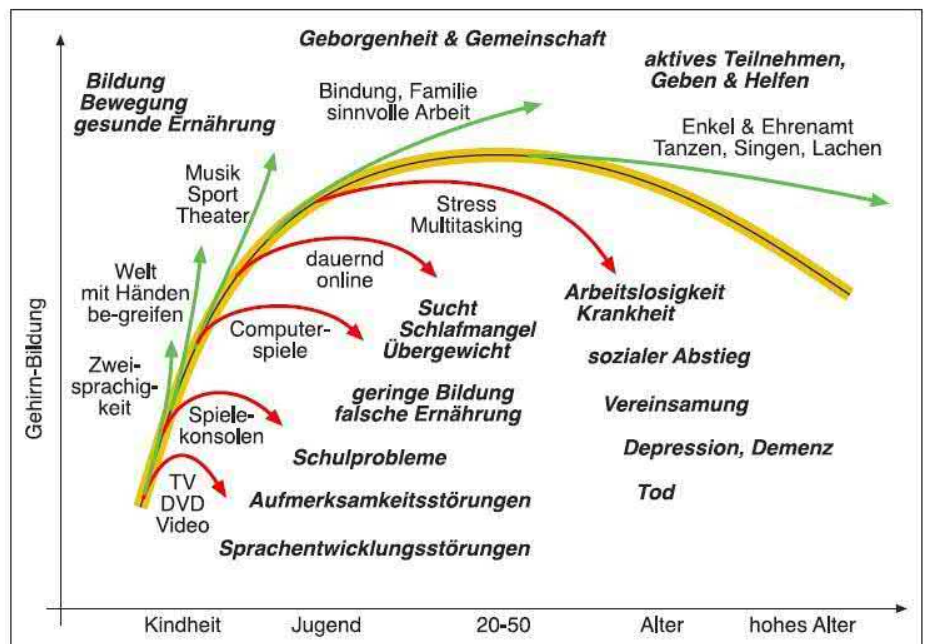 Geborgenheit & Gemeinschaft
aktives Teilnehmen,
Geben & Helfen
Bildung
Bewegung
gesunde Ernährung
Bindung, Familie
sinnvolle Arbeit
Enkel & Ehrenamt
Tanzen, Singen, Lachen
Musik
Sport
Theater
Stress
Multitasking
Welt
mit Händen
be-greifen
dauernd
online
Arbeitslosigkeit
Krankheit
Sucht
Schlafmangel
Übergewicht
Computer-
spiele
Zwei-
sprachig-
keit
sozialer Abstieg
geringe Bildung
falsche Ernährung
Vereinsamung
Spiele-
konsolen
Schulprobleme
Depression, Demenz
TV
DVD
Video
Aufmerksamkeitsstörungen
Tod
Sprachentwicklungsstörungen
Gehirn-Bildung
Kindheit
Jugend
20-50
Alter
hohes Alter